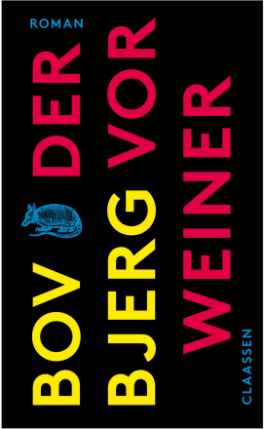 ROMAN
BOV DER
BJERG VOR
WEINER
CLAASSEN